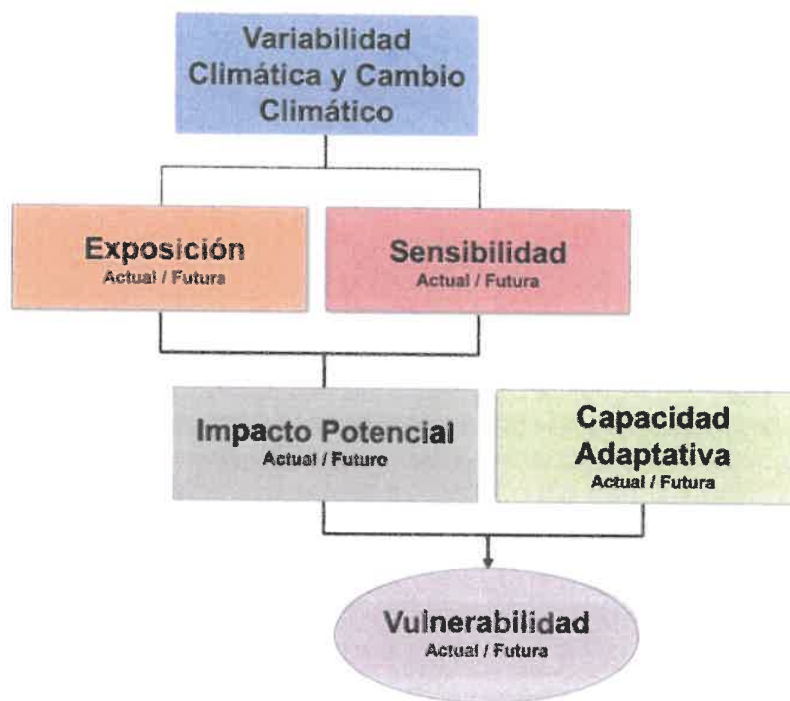 Variabilidad
Climática y Cambio
Climático
Exposición
Actual / Futura
Sensibilidad
Actual / Futura
Impacto Potencial
Actual / Futuro
Capacidad
Adaptativa
Actual / Futura
Vulnerabilidad
Actual / Futura